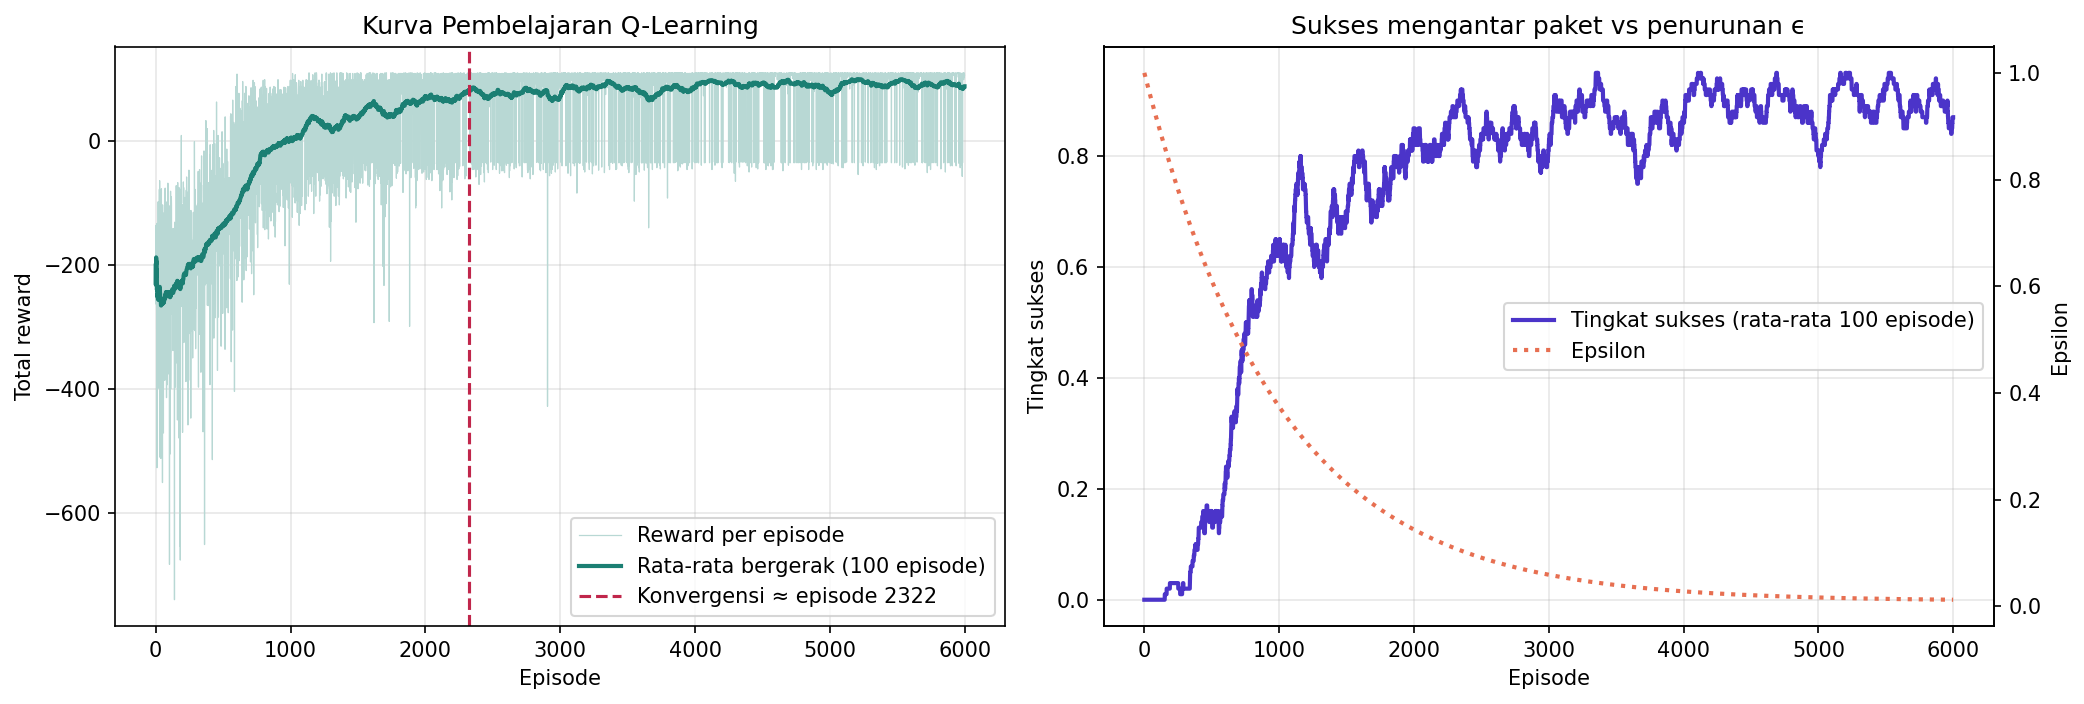 Kurva Pembelajaran Q-Learning
Total reward
0
−200
−400
−600
Reward per episode
Rata-rata bergerak (100 episode)
Konvergensi ≈ episode 2322
0 1000 2000 3000 4000 5000 6000
Episode
Sukses mengantar paket vs penurunan ϵ
Tingkat sukses
0.8
0.6
0.4
0.2
0.0
Tingkat sukses (rata-rata 100 episode)
Epsilon
1.0
0.8
0.6
0.4
0.2
0.0
Epsilon
0 1000 2000 3000 4000 5000 6000
Episode